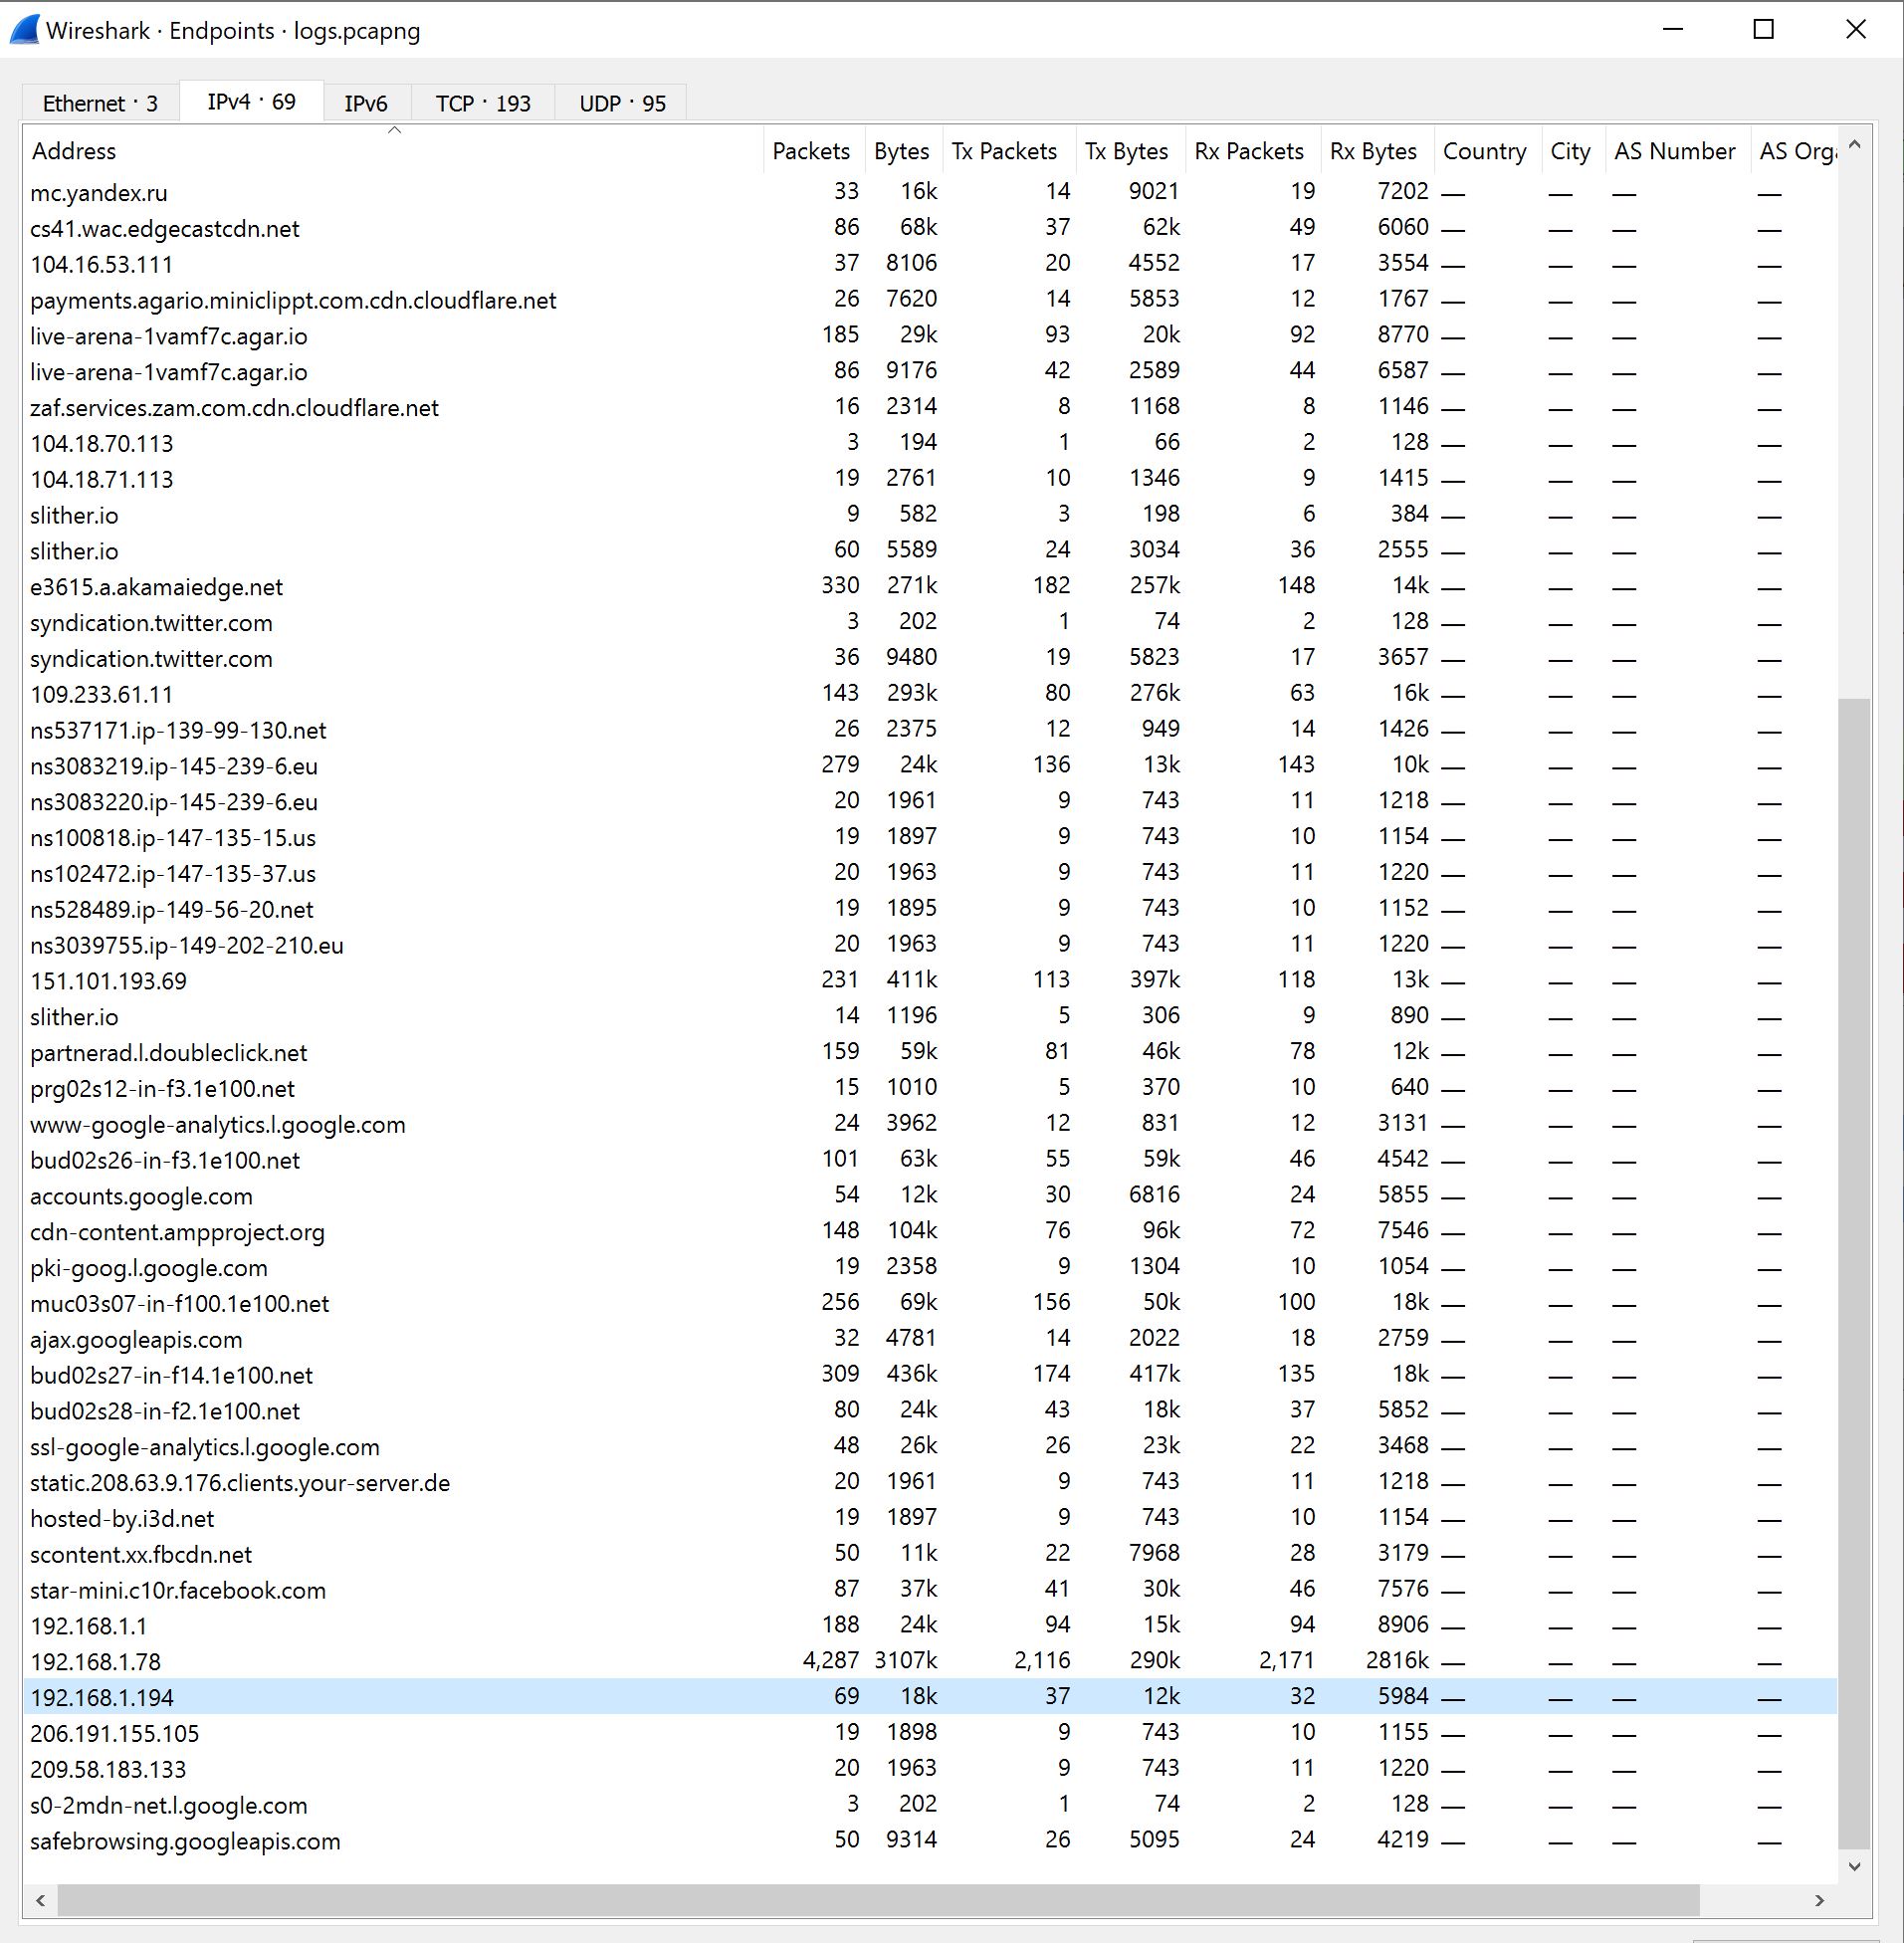 Wireshark · Endpoints · logs.pcapng
Ethernet · 3 IPv4 · 69 IPv6 TCP · 193 UDP · 95
Address Packets Bytes Tx Packets Tx Bytes Rx Packets Rx Bytes Country City AS Number AS Orga
mc.yandex.ru 33 16k 14 9021 19 7202 — — — —
cs41.wac.edgecastcdn.net 86 68k 37 62k 49 6060 — — — —
104.16.53.111 37 8106 20 4552 17 3554 — — — —
payments.agario.miniclippt.com.cdn.cloudflare.net 26 7620 14 5853 12 1767 — — — —
live-arena-1vamf7c.agar.io 185 29k 93 20k 92 8770 — — — —
live-arena-1vamf7c.agar.io 86 9176 42 2589 44 6587 — — — —
zaf.services.zam.com.cdn.cloudflare.net 16 2314 8 1168 8 1146 — — — —
104.18.70.113 3 194 1 66 2 128 — — — —
104.18.71.113 19 2761 10 1346 9 1415 — — — —
slither.io 9 582 3 198 6 384 — — — —
slither.io 60 5589 24 3034 36 2555 — — — —
e3615.a.akamaiedge.net 330 271k 182 257k 148 14k — — — —
syndication.twitter.com 3 202 1 74 2 128 — — — —
syndication.twitter.com 36 9480 19 5823 17 3657 — — — —
109.233.61.11 143 293k 80 276k 63 16k — — — —
ns537171.ip-139-99-130.net 26 2375 12 949 14 1426 — — — —
ns3083219.ip-145-239-6.eu 279 24k 136 13k 143 10k — — — —
ns3083220.ip-145-239-6.eu 20 1961 9 743 11 1218 — — — —
ns100818.ip-147-135-15.us 19 1897 9 743 10 1154 — — — —
ns102472.ip-147-135-37.us 20 1963 9 743 11 1220 — — — —
ns528489.ip-149-56-20.net 19 1895 9 743 10 1152 — — — —
ns3039755.ip-149-202-210.eu 20 1963 9 743 11 1220 — — — —
151.101.193.69 231 411k 113 397k 118 13k — — — —
slither.io 14 1196 5 306 9 890 — — — —
partnerad.l.doubleclick.net 159 59k 81 46k 78 12k — — — —
prg02s12-in-f3.1e100.net 15 1010 5 370 10 640 — — — —
www-google-analytics.l.google.com 24 3962 12 831 12 3131 — — — —
bud02s26-in-f3.1e100.net 101 63k 55 59k 46 4542 — — — —
accounts.google.com 54 12k 30 6816 24 5855 — — — —
cdn-content.ampproject.org 148 104k 76 96k 72 7546 — — — —
pki-goog.l.google.com 19 2358 9 1304 10 1054 — — — —
muc03s07-in-f100.1e100.net 256 69k 156 50k 100 18k — — — —
ajax.googleapis.com 32 4781 14 2022 18 2759 — — — —
bud02s27-in-f14.1e100.net 309 436k 174 417k 135 18k — — — —
bud02s28-in-f2.1e100.net 80 24k 43 18k 37 5852 — — — —
ssl-google-analytics.l.google.com 48 26k 26 23k 22 3468 — — — —
static.208.63.9.176.clients.your-server.de 20 1961 9 743 11 1218 — — — —
hosted-by.i3d.net 19 1897 9 743 10 1154 — — — —
scontent.xx.fbcdn.net 50 11k 22 7968 28 3179 — — — —
star-mini.c10r.facebook.com 87 37k 41 30k 46 7576 — — — —
192.168.1.1 188 24k 94 15k 94 8906 — — — —
192.168.1.78 4,287 3107k 2,116 290k 2,171 2816k — — — —
192.168.1.194 69 18k 37 12k 32 5984 — — — —
206.191.155.105 19 1898 9 743 10 1155 — — — —
209.58.183.133 20 1963 9 743 11 1220 — — — —
s0-2mdn-net.l.google.com 3 202 1 74 2 128 — — — —
safebrowsing.googleapis.com 50 9314 26 5095 24 4219 — — — —